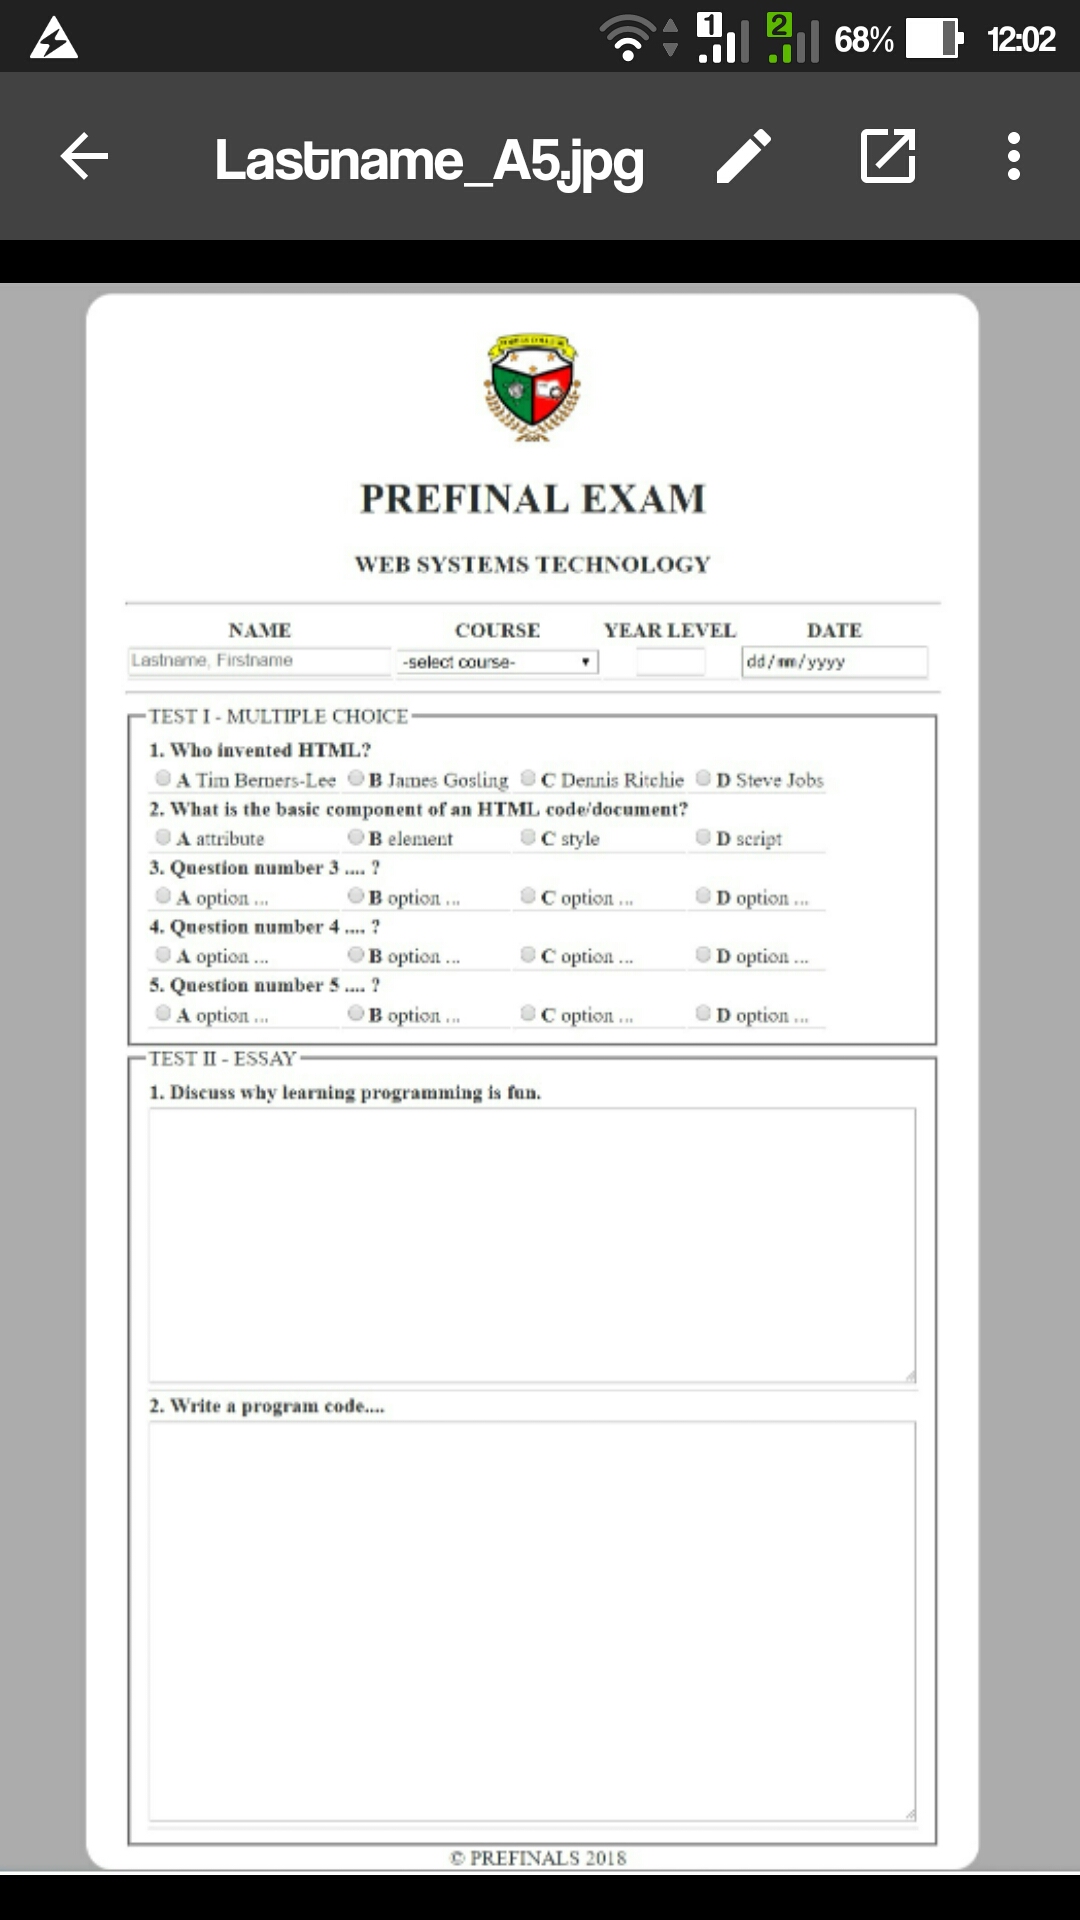 1 2 68% 12:02
Lastname_A5.jpg
PREFINAL EXAM
WEB SYSTEMS TECHNOLOGY
NAME COURSE YEAR LEVEL DATE
Lastname, Firstname -select course- dd/mm/yyyy
TEST I - MULTIPLE CHOICE
1. Who invented HTML?
A Tim Berners-Lee B James Gosling C Dennis Ritchie D Steve Jobs
2. What is the basic component of an HTML code/document?
A attribute B element C style D script
3. Question number 3 .... ?
A option ... B option ... C option ... D option ...
4. Question number 4 .... ?
A option ... B option ... C option ... D option ...
5. Question number 5 .... ?
A option ... B option ... C option ... D option ...
TEST II - ESSAY
1. Discuss why learning programming is fun.
2. Write a program code....
© PREFINALS 2018